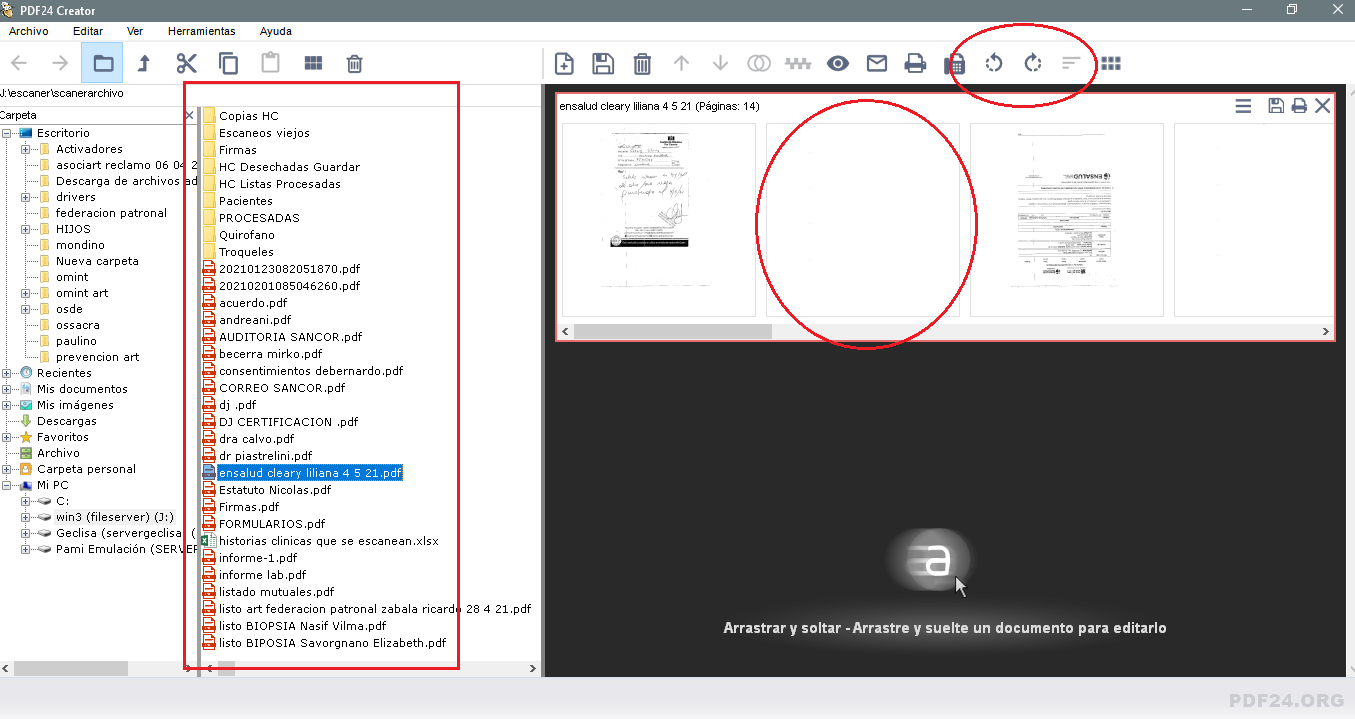 PDF24 Creator
Archivo Editar Ver Herramientas Ayuda
J:\escaner\scanerarchivo
Carpeta
Escritorio
Activadores
asociart reclamo 06 04 2
Descarga de archivos ad
drivers
federacion patronal
HIJOS
mondino
Nueva carpeta
omint
omint art
osde
ossacra
paulino
prevencion art
Recientes
Mis documentos
Mis imágenes
Descargas
Favoritos
Archivo
Carpeta personal
Mi PC
C:
win3 (fileserver) (J:)
Geclisa (servergeclisa (
Pami Emulación (SERVER
Copias HC
Escaneos viejos
Firmas
HC Desechadas Guardar
HC Listas Procesadas
Pacientes
PROCESADAS
Quirofano
Troqueles
20210123082051870.pdf
20210201085046260.pdf
acuerdo.pdf
andreani.pdf
AUDITORIA SANCOR.pdf
becerra mirko.pdf
consentimientos debernardo.pdf
CORREO SANCOR.pdf
dj .pdf
DJ CERTIFICACION .pdf
dra calvo.pdf
dr piastrelini.pdf
ensalud cleary liliana 4 5 21.pdf
Estatuto Nicolas.pdf
Firmas.pdf
FORMULARIOS.pdf
historias clinicas que se escanean.xlsx
informe-1.pdf
informe lab.pdf
listado mutuales.pdf
listo art federacion patronal zabala ricardo 28 4 21.pdf
listo BIOPSIA Nasif Vilma.pdf
listo BIPOSIA Savorgnano Elizabeth.pdf
ensalud cleary liliana 4 5 21 (Páginas: 14)
ENSALUD
a
Arrastrar y soltar - Arrastre y suelte un documento para editarlo
PDF24.ORG